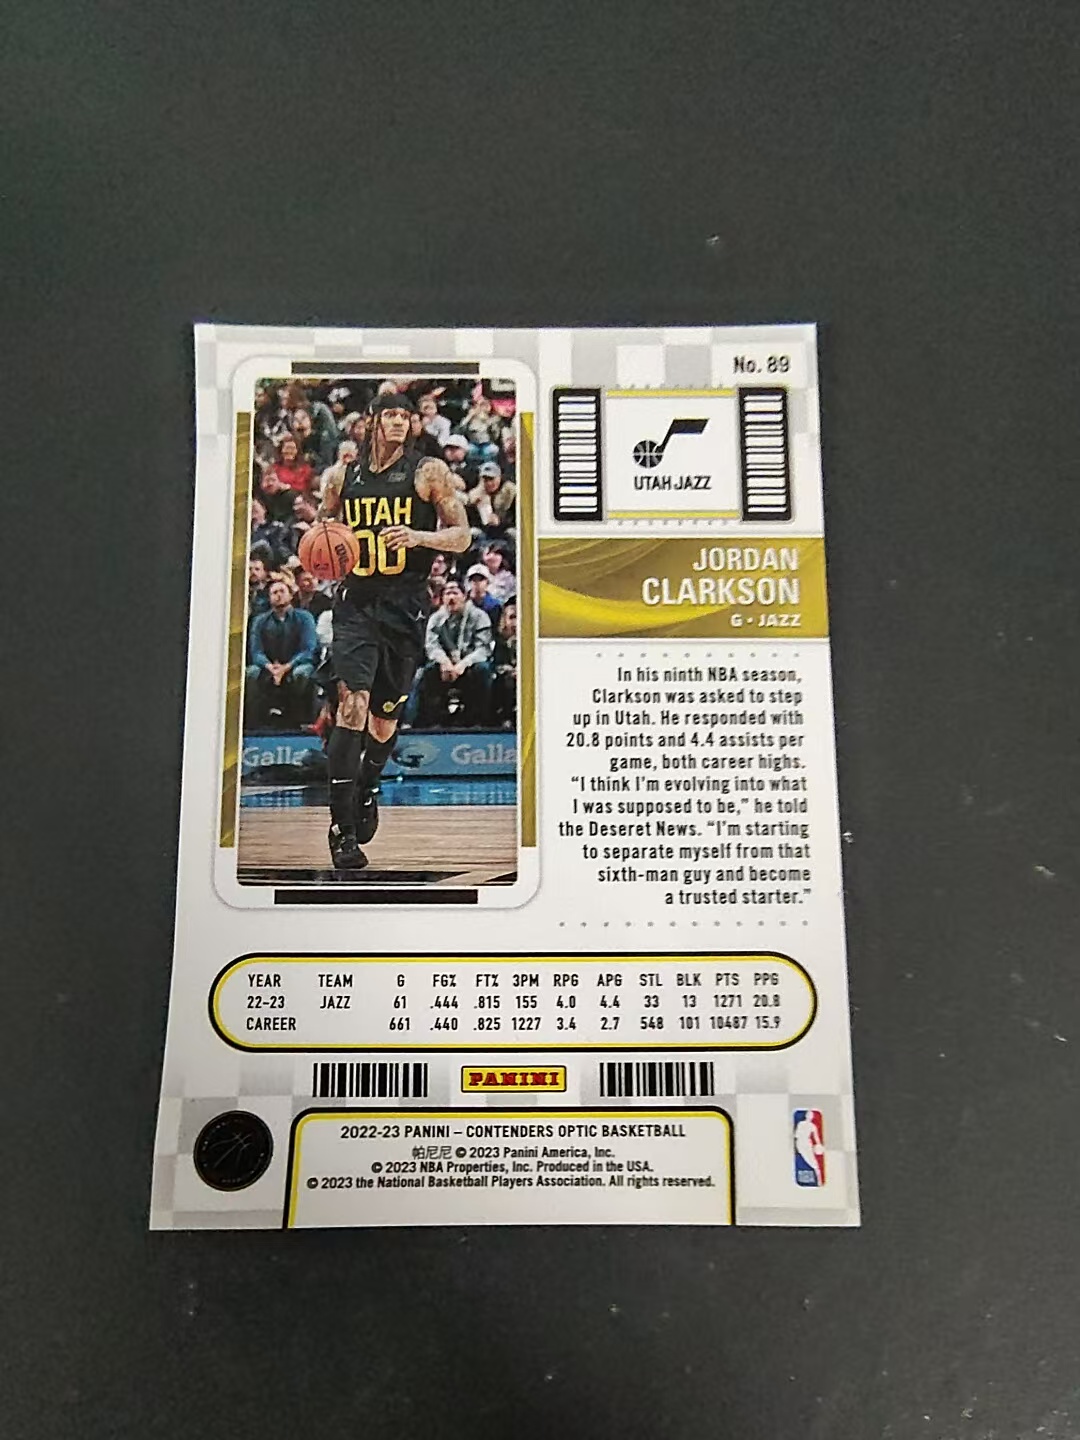 No. 89
UTAH JAZZ
JORDAN
CLARKSON
G • JAZZ
UTAH
00
In his ninth NBA season,
Clarkson was asked to step
up in Utah. He responded with
20.8 points and 4.4 assists per
game, both career highs.
“I think I’m evolving into what
I was supposed to be,” he told
the Deseret News. “I’m starting
to separate myself from that
sixth-man guy and become
a trusted starter.”
Galla
YEAR TEAM G FG% FT% 3PM RPG APG STL BLK PTS PPG
22-23 JAZZ 61 .444 .815 155 4.0 4.4 33 13 1271 20.8
CAREER 661 .440 .825 1227 3.4 2.7 548 101 10487 15.9
PANINI
2022-23 PANINI – CONTENDERS OPTIC BASKETBALL
帕尼尼 © 2023 Panini America, Inc.
© 2023 NBA Properties, Inc. Produced in the USA.
© 2023 the National Basketball Players Association. All rights reserved.
NBA